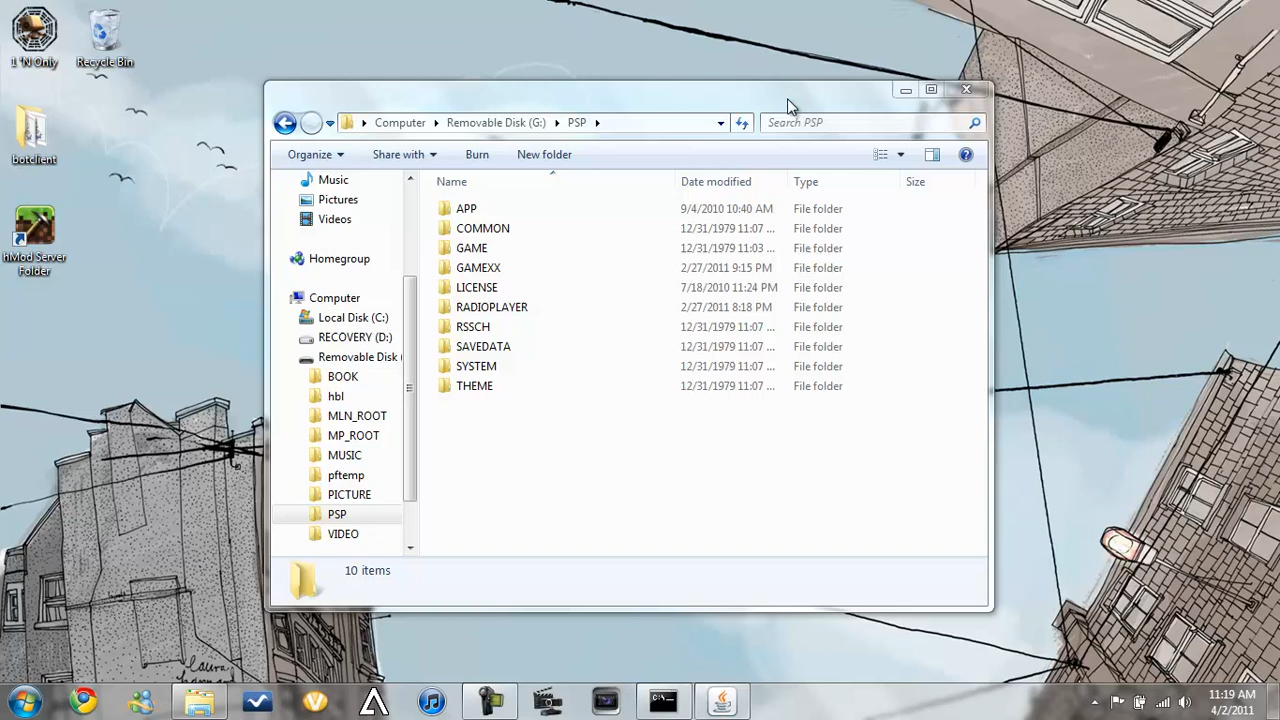 1 'N Only
Recycle Bin
botclient
hMod Server
Folder
Computer
Removable Disk (G:)
PSP
Search PSP
Organize
Share with
Burn
New folder
Music
Pictures
Videos
Homegroup
Computer
Local Disk (C:)
RECOVERY (D:)
Removable Disk (
BOOK
hbl
MLN_ROOT
MP_ROOT
MUSIC
pftemp
PICTURE
PSP
VIDEO
Name Date modified Type Size
APP 9/4/2010 10:40 AM File folder
COMMON 12/31/1979 11:07 ... File folder
GAME 12/31/1979 11:03 ... File folder
GAMEXX 2/27/2011 9:15 PM File folder
LICENSE 7/18/2010 11:24 PM File folder
RADIOPLAYER 2/27/2011 8:18 PM File folder
RSSCH 12/31/1979 11:07 ... File folder
SAVEDATA 12/31/1979 11:07 ... File folder
SYSTEM 12/31/1979 11:07 ... File folder
THEME 12/31/1979 11:07 ... File folder
10 items
laura
C:\
11:19 AM
4/2/2011